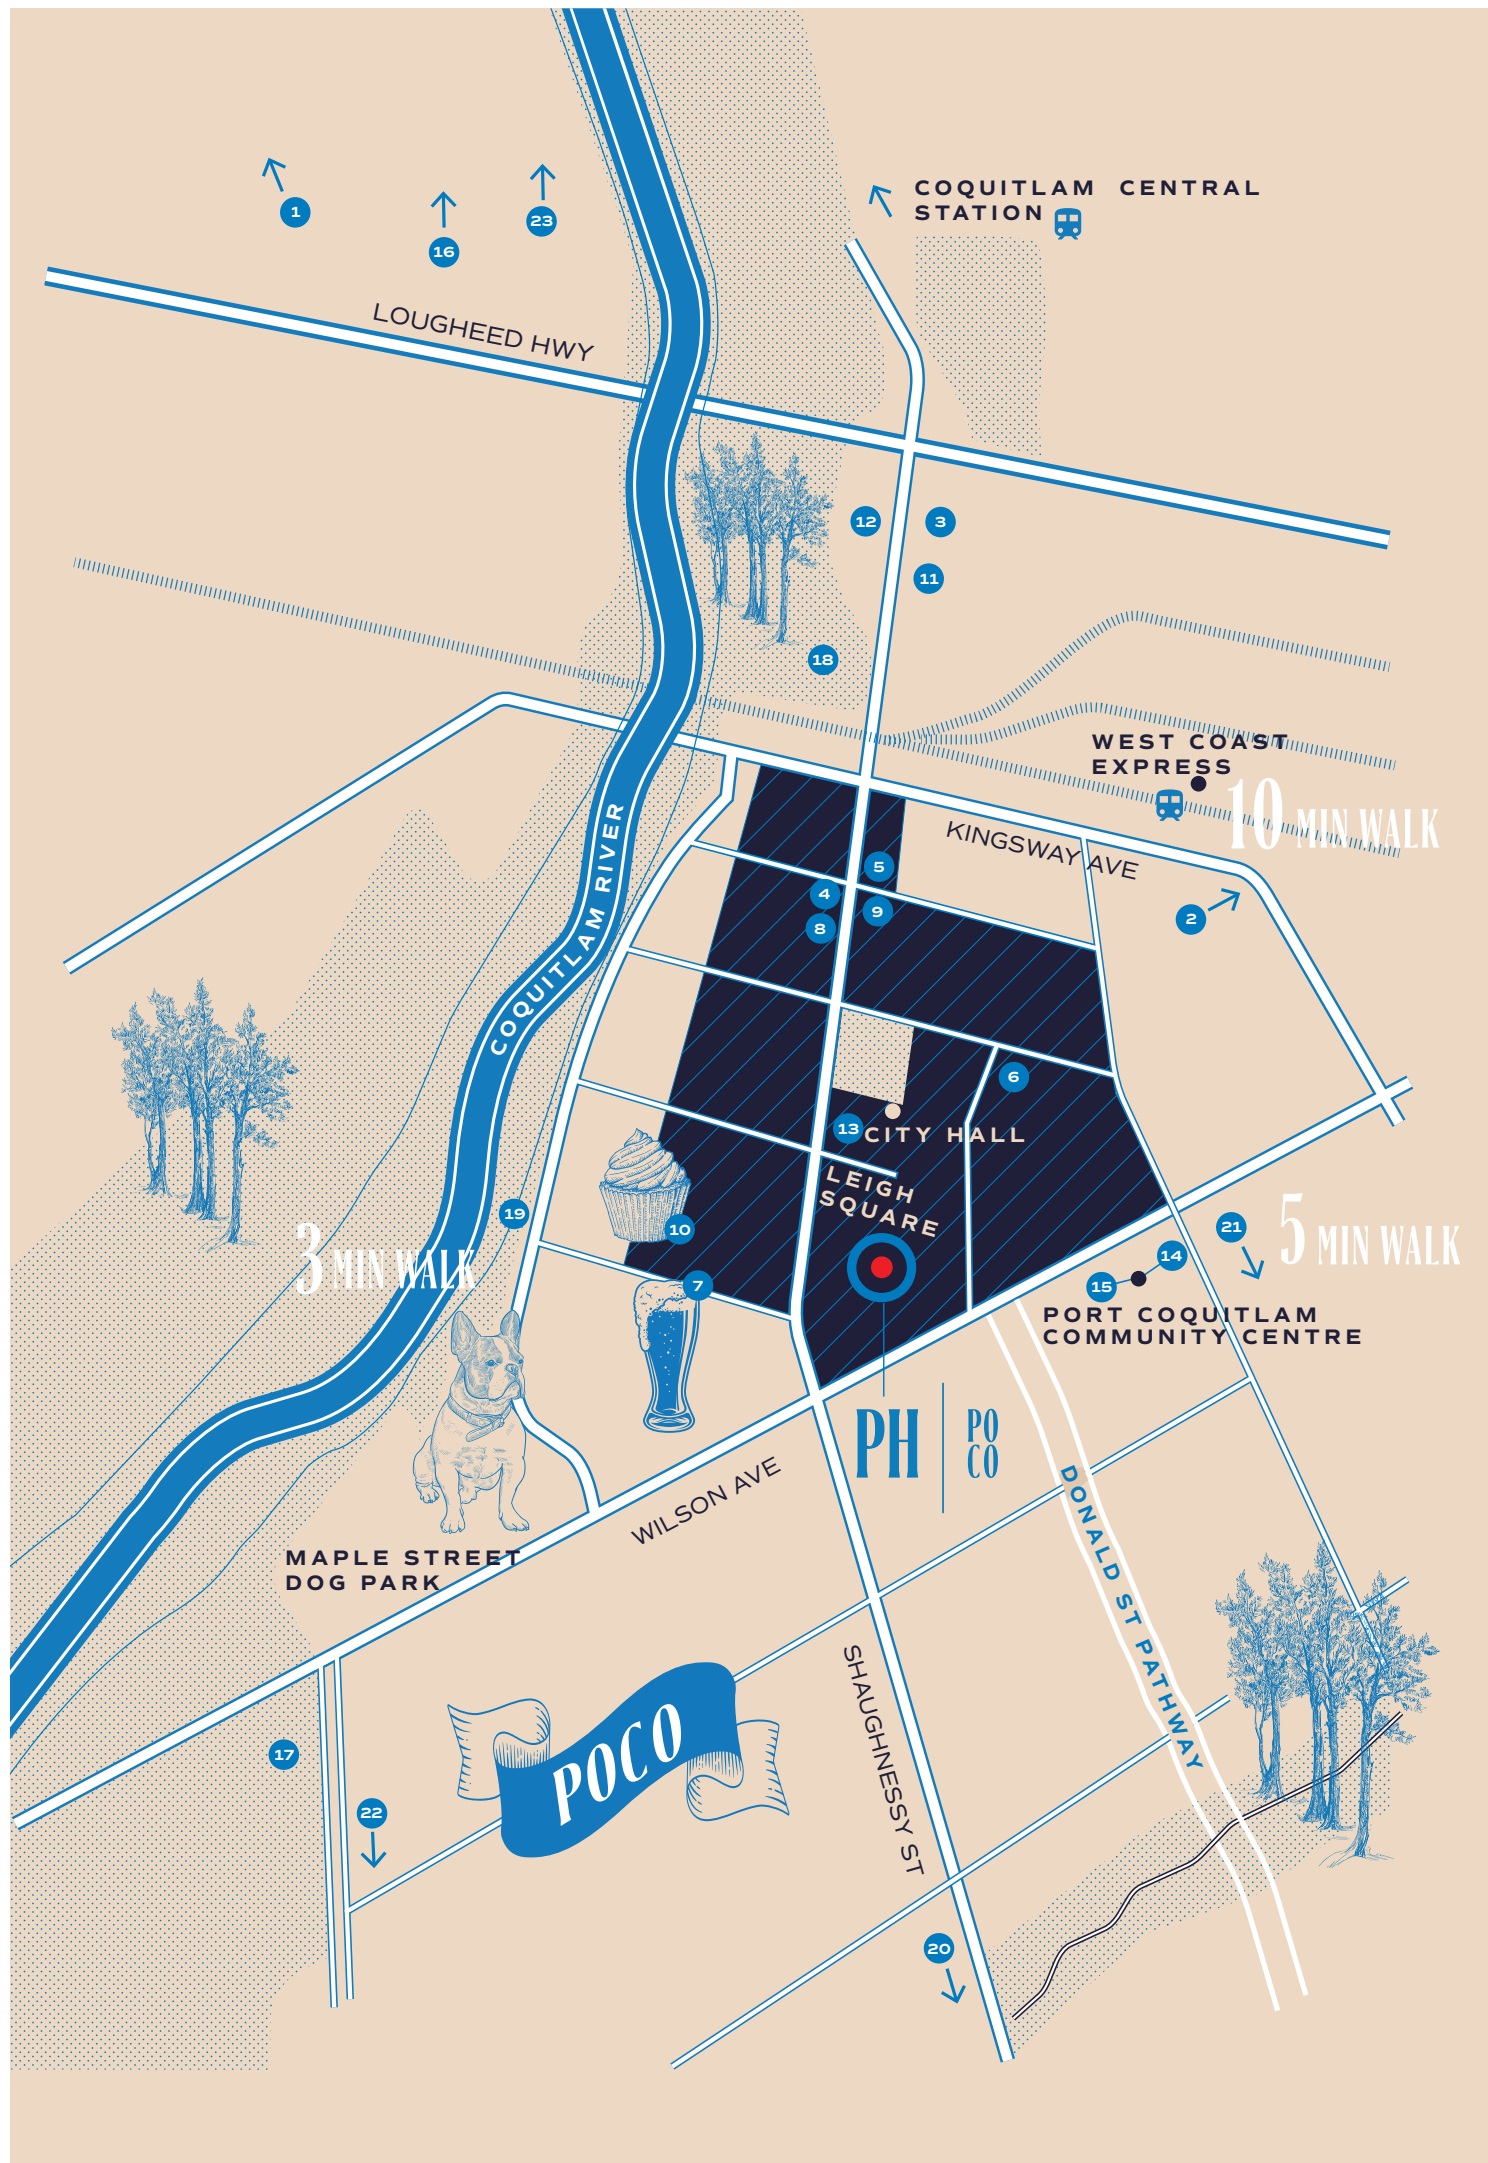 COQUITLAM CENTRAL
STATION
1
16
23
LOUGHEED HWY
12
3
11
18
WEST COAST
EXPRESS
10 MIN WALK
KINGSWAY AVE
COQUITLAM RIVER
5
4
9
8
2
6
13
CITY HALL
LEIGH
SQUARE
19
10
3 MIN WALK
7
21
5 MIN WALK
14
15
PORT COQUITLAM
COMMUNITY CENTRE
PH
PO
CO
WILSON AVE
DONALD ST PATHWAY
MAPLE STREET
DOG PARK
SHAUGHNESSY ST
POCO
17
22
20